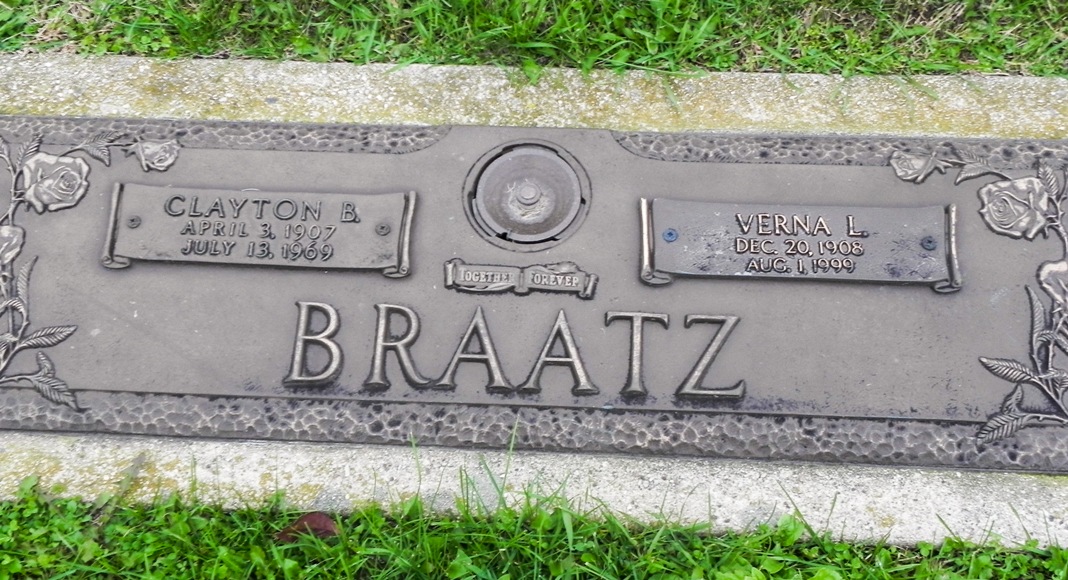 CLAYTON B.
APRIL 3, 1907
JULY 13, 1969
VERNA L.
DEC. 20, 1908
AUG. 1, 1999
TOGETHER FOREVER
BRAATZ